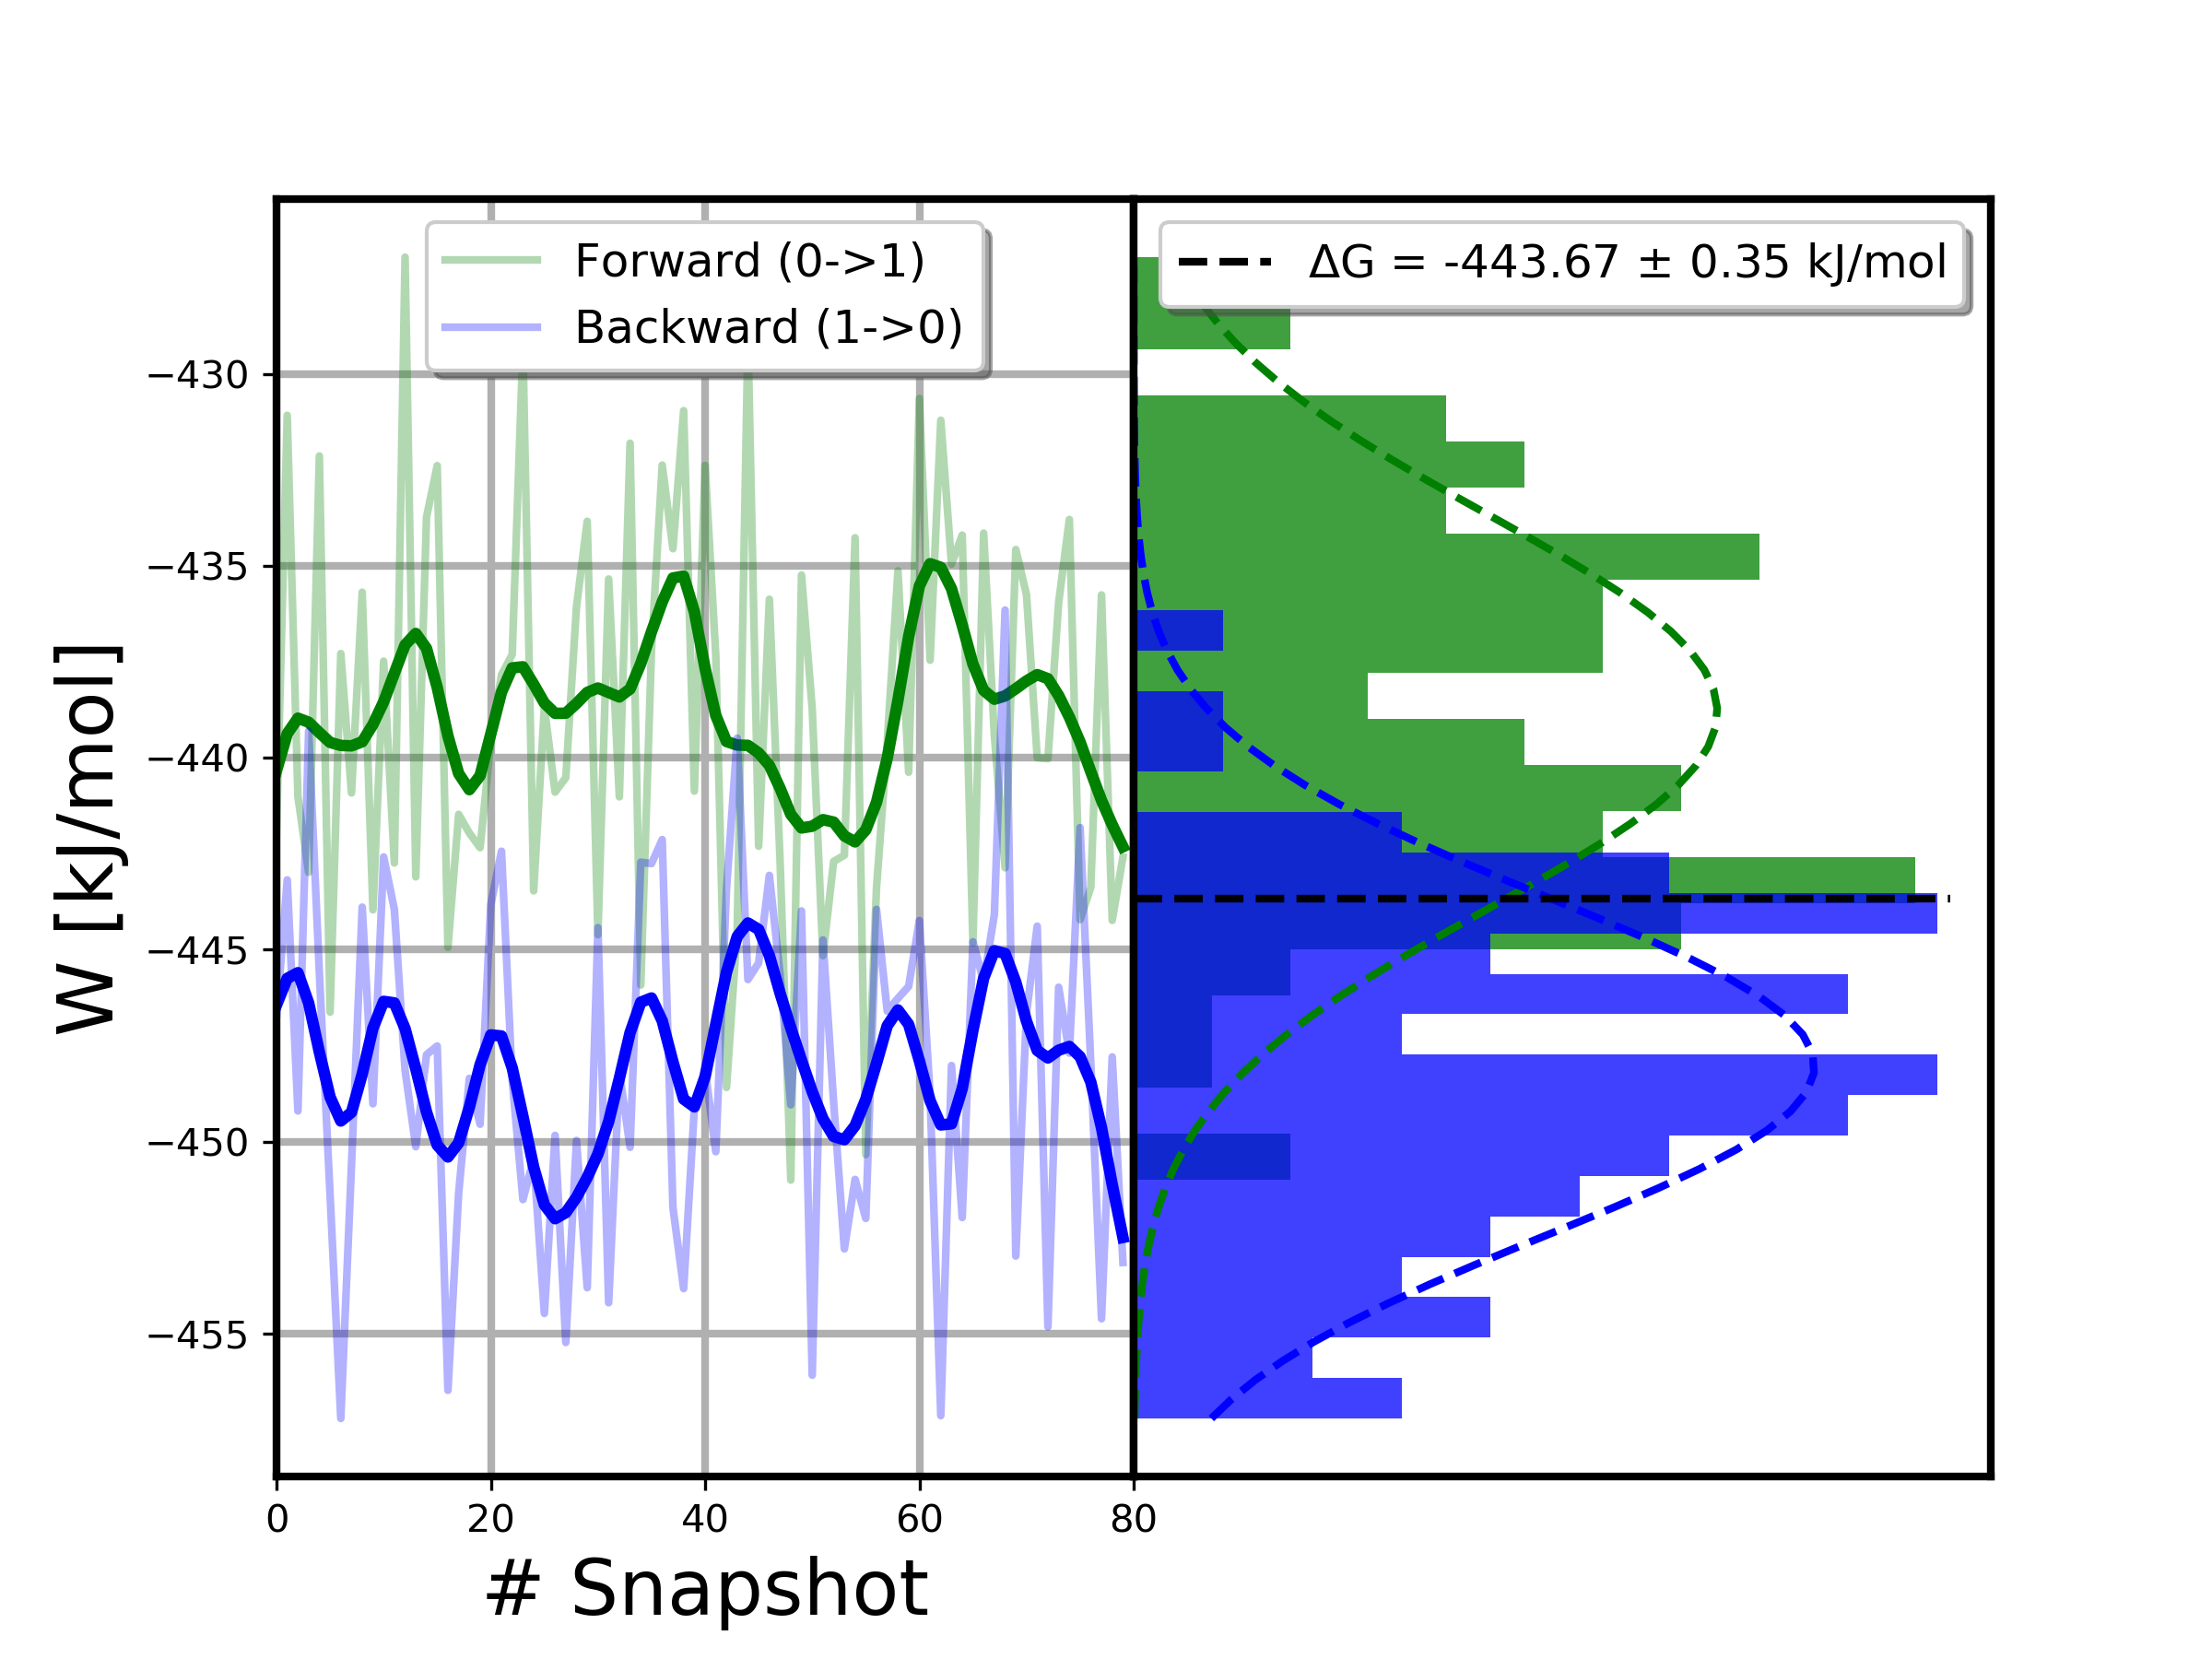 Forward (0->1)
Backward (1->0)
ΔG = -443.67 ± 0.35 kJ/mol
W [kJ/mol]
−430
−435
−440
−445
−450
−455
0 20 40 60 80
# Snapshot